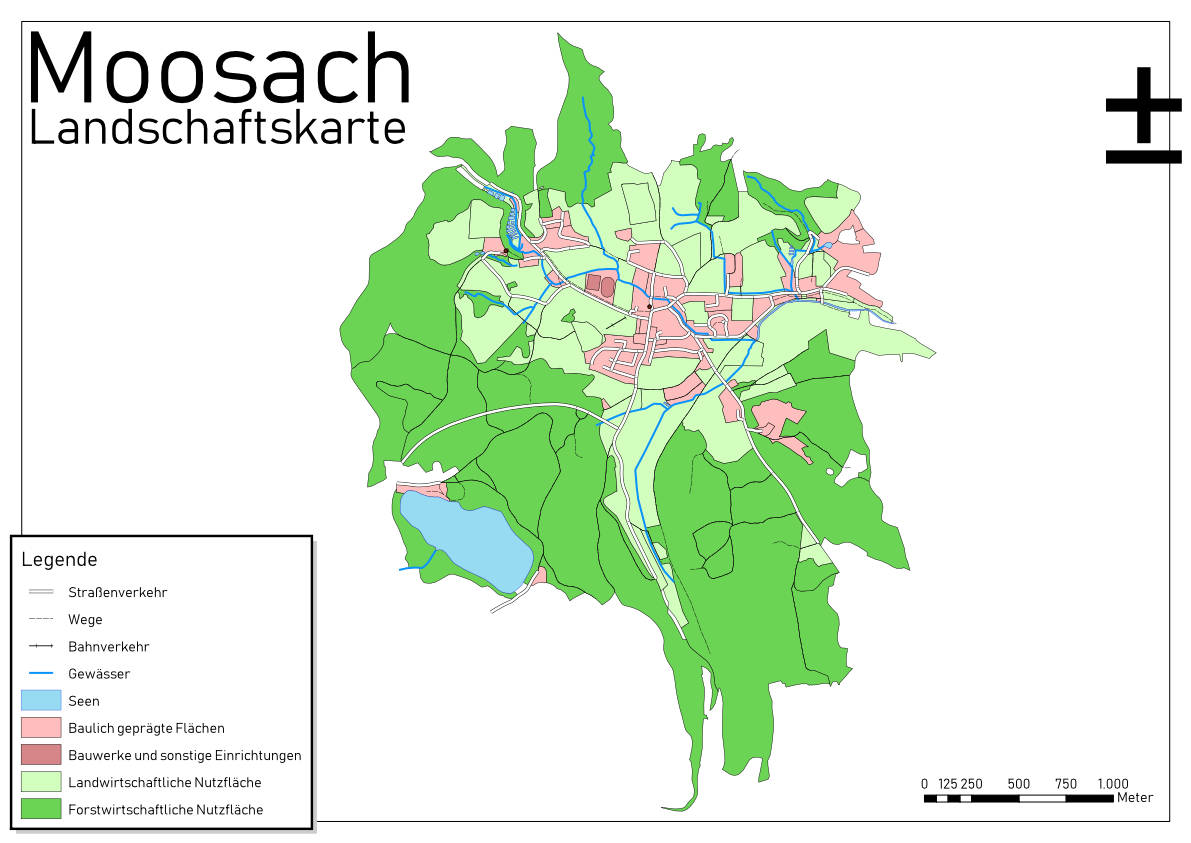 Moosach
Landschaftskarte
Legende
Straßenverkehr
Wege
Bahnverkehr
Gewässer
Seen
Baulich geprägte Flächen
Bauwerke und sonstige Einrichtungen
Landwirtschaftliche Nutzfläche
Forstwirtschaftliche Nutzfläche
0 125 250 500 750 1.000
Meter